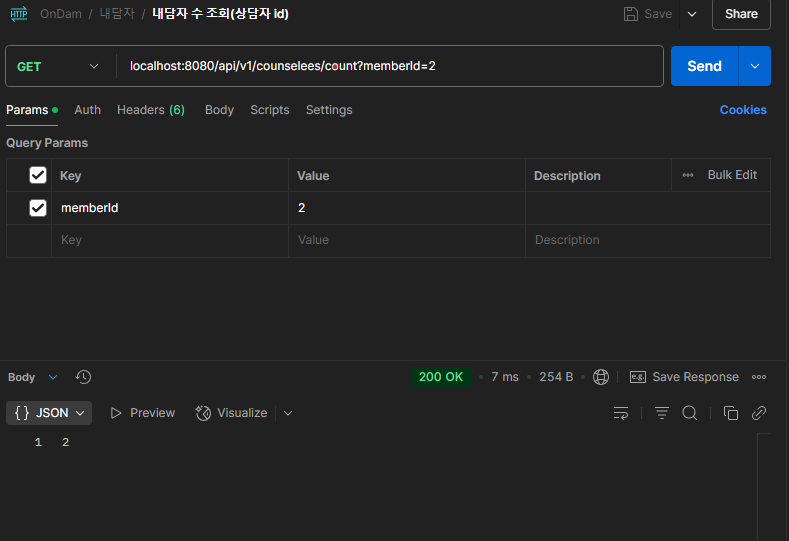 HTTP OnDam / 내담자 / 내담자 수 조회(상담자 id) Save Share
GET localhost:8080/api/v1/counselees/count?memberId=2 Send
Params Auth Headers (6) Body Scripts Settings Cookies
Query Params
Key Value Description Bulk Edit
memberId 2
Key Value Description
Body 200 OK 7 ms 254 B e.g. Save Response
{} JSON Preview Visualize
1 2